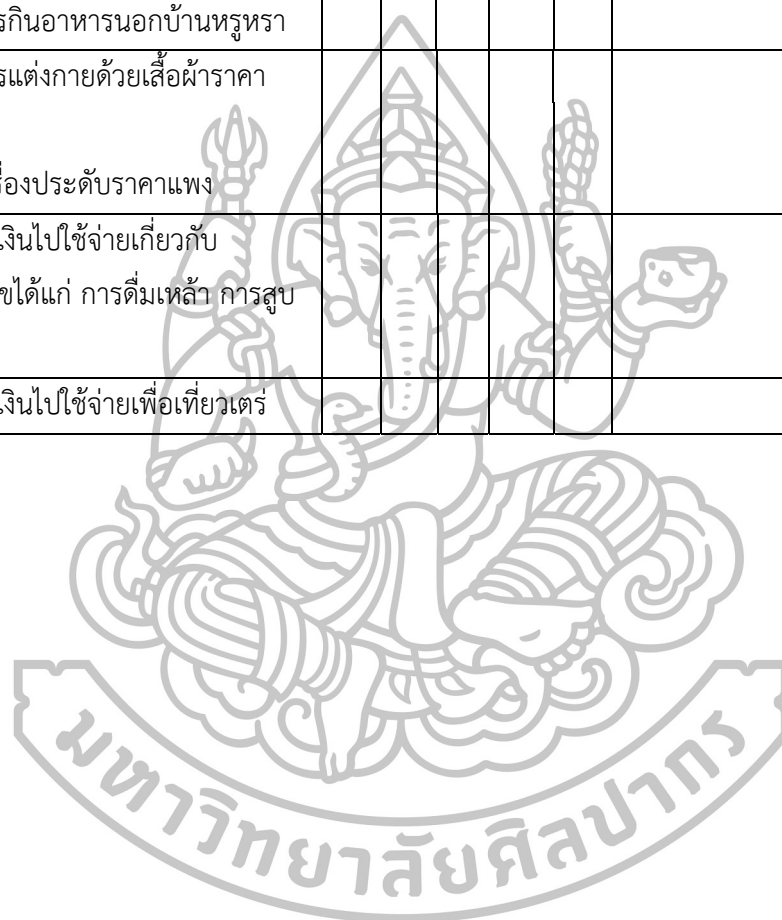 รกินอาหารนอกบ้านหรูหรา
รแต่งกายด้วยเสื้อผ้าราคา
องประดับราคาแพง
เงินไปใช้จ่ายเกี่ยวกับ
ขได้แก่ การดื่มเหล้า การสูบ
เงินไปใช้จ่ายเพื่อเที่ยวเตร่
มหาวิทยาลัยศิลปากร